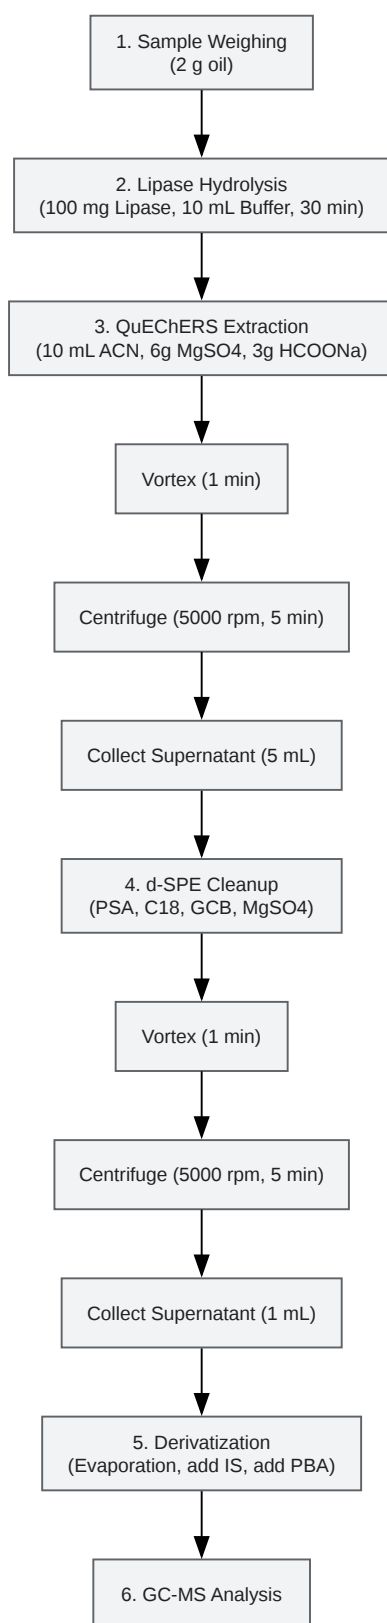 1. Sample Weighing
(2 g oil)
2. Lipase Hydrolysis
(100 mg Lipase, 10 mL Buffer, 30 min)
3. QuEChERS Extraction
(10 mL ACN, 6g MgSO4, 3g HCOONa)
Vortex (1 min)
Centrifuge (5000 rpm, 5 min)
Collect Supernatant (5 mL)
4. d-SPE Cleanup
(PSA, C18, GCB, MgSO4)
Vortex (1 min)
Centrifuge (5000 rpm, 5 min)
Collect Supernatant (1 mL)
5. Derivatization
(Evaporation, add IS, add PBA)
6. GC-MS Analysis